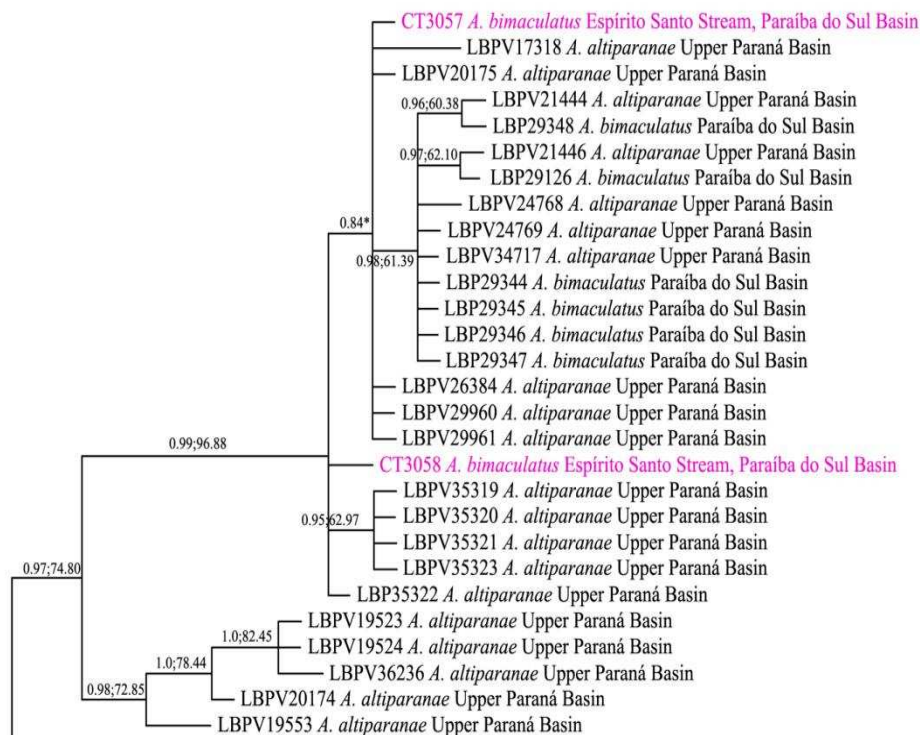 CT3057 A. bimaculatus Espírito Santo Stream, Paraíba do Sul Basin
LBPV17318 A. altiparanae Upper Paraná Basin
LBPV20175 A. altiparanae Upper Paraná Basin
0.96;60.38
LBPV21444 A. altiparanae Upper Paraná Basin
LBP29348 A. bimaculatus Paraíba do Sul Basin
0.97;62.10
LBPV21446 A. altiparanae Upper Paraná Basin
LBP29126 A. bimaculatus Paraíba do Sul Basin
LBPV24768 A. altiparanae Upper Paraná Basin
0.84*
LBPV24769 A. altiparanae Upper Paraná Basin
0.98;61.39
LBPV34717 A. altiparanae Upper Paraná Basin
LBP29344 A. bimaculatus Paraíba do Sul Basin
LBP29345 A. bimaculatus Paraíba do Sul Basin
LBP29346 A. bimaculatus Paraíba do Sul Basin
LBP29347 A. bimaculatus Paraíba do Sul Basin
LBPV26384 A. altiparanae Upper Paraná Basin
LBPV29960 A. altiparanae Upper Paraná Basin
LBPV29961 A. altiparanae Upper Paraná Basin
0.99;96.88
CT3058 A. bimaculatus Espírito Santo Stream, Paraíba do Sul Basin
LBPV35319 A. altiparanae Upper Paraná Basin
LBPV35320 A. altiparanae Upper Paraná Basin
0.95;62.97
LBPV35321 A. altiparanae Upper Paraná Basin
LBPV35323 A. altiparanae Upper Paraná Basin
0.97;74.80
LBP35322 A. altiparanae Upper Paraná Basin
LBPV19523 A. altiparanae Upper Paraná Basin
1.0;82.45
LBPV19524 A. altiparanae Upper Paraná Basin
1.0;78.44
LBPV36236 A. altiparanae Upper Paraná Basin
0.98;72.85
LBPV20174 A. altiparanae Upper Paraná Basin
LBPV19553 A. altiparanae Upper Paraná Basin